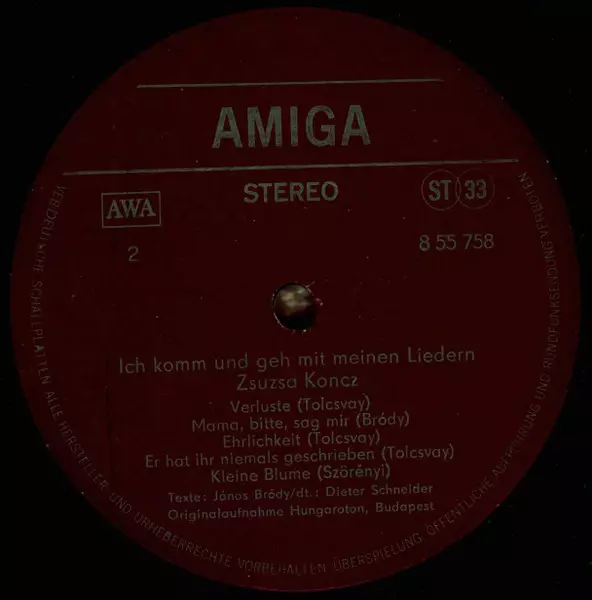 AMIGA
STEREO
ST 33
AWA
2
8 55 758
Ich komm und geh mit meinen Liedern
Zsuzsa Koncz
Verluste (Tolcsvay)
Mama, bitte, sag mir (Bródy)
Ehrlichkeit (Tolcsvay)
Er hat ihr niemals geschrieben (Tolcsvay)
Kleine Blume (Szörényi)
Texte: János Bródy/dt.: Dieter Schneider
Originalaufnahme Hungaroton, Budapest
VEB DEUTSCHE SCHALLPLATTEN ALLE HERSTELLER UND URHEBERRECHTE VORBEHALTEN ÜBERSPIELUNG ÖFFENTLICHE AUFFÜHRUNG UND RUNDFUNKSENDUNG VERBOTEN